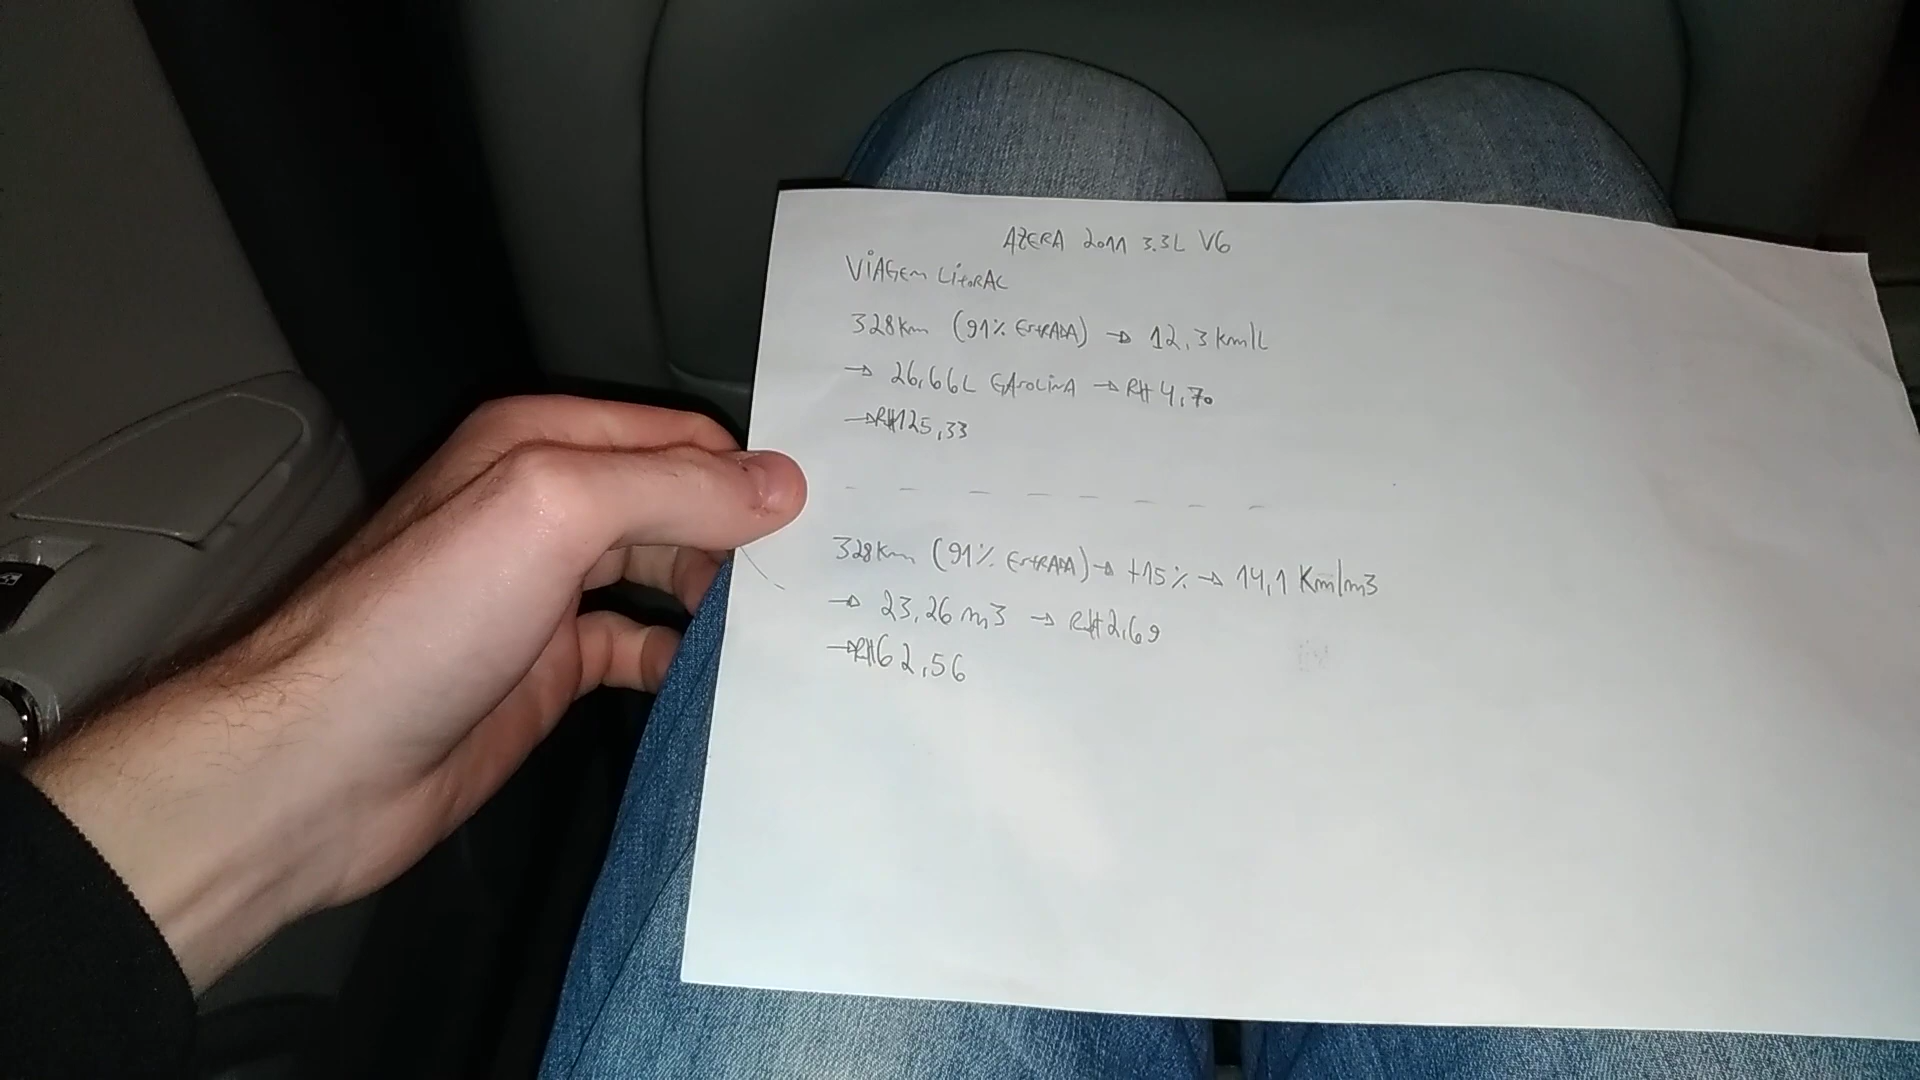 AZERA 2011 3.3L V6
ViAGEm LitoRAL
328Km (91% EstRADA) → 12,3 km/L
→ 26,66L GAsoLinA → R$ 4,70
→ R$125,33
328Km (91% EstRADA) → +15% → 14,1 Km/m3
→ 23,26 m3 → R$ 2,69
→ R$62,56